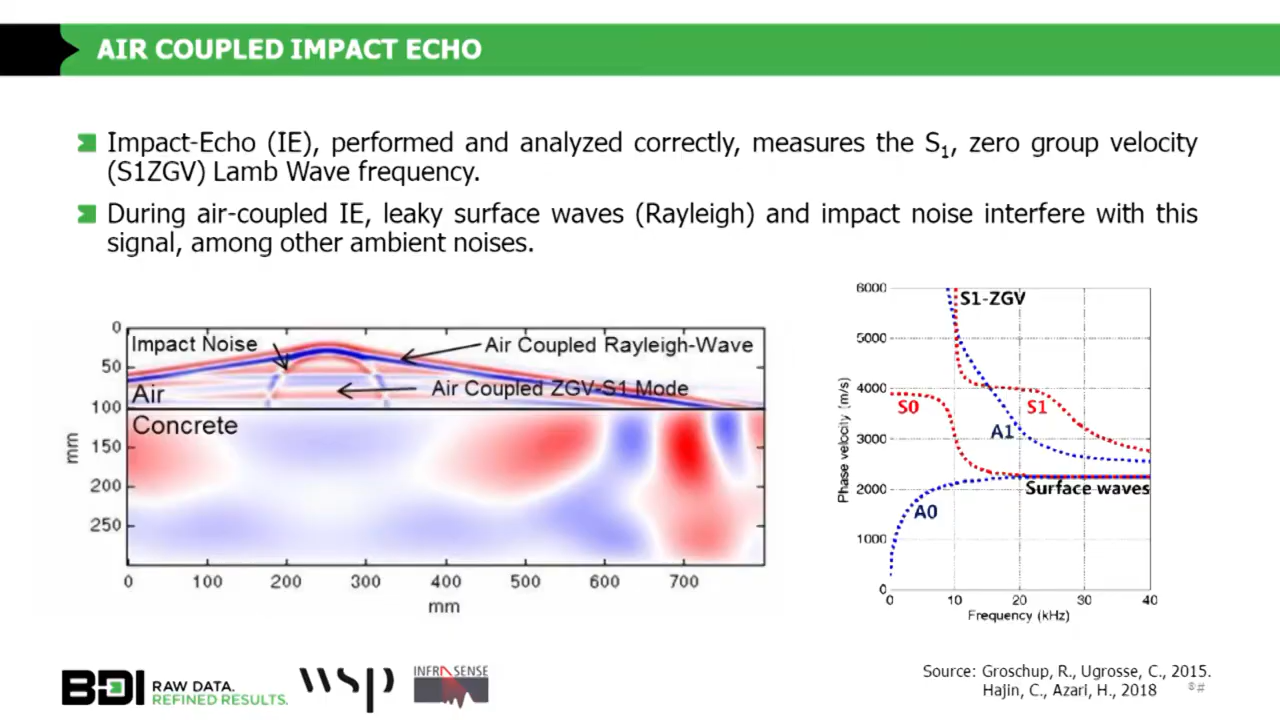 AIR COUPLED IMPACT ECHO
Impact-Echo (IE), performed and analyzed correctly, measures the S1, zero group velocity
(S1ZGV) Lamb Wave frequency.
During air-coupled IE, leaky surface waves (Rayleigh) and impact noise interfere with this
signal, among other ambient noises.
0
50
100
150
200
250
mm
Impact Noise
Air Coupled Rayleigh-Wave
Air Coupled ZGV-S1 Mode
Air
Concrete
0 100 200 300 400 500 600 700
mm
6000
5000
4000
3000
2000
1000
0
Phase velocity (m/s)
S1-ZGV
S0
S1
A1
Surface waves
A0
0 10 20 30 40
Frequency (kHz)
BDI
RAW DATA.
REFINED RESULTS.
wsp
INFRASENSE
Source: Groschup, R., Ugrosse, C., 2015.
Hajin, C., Azari, H., 2018